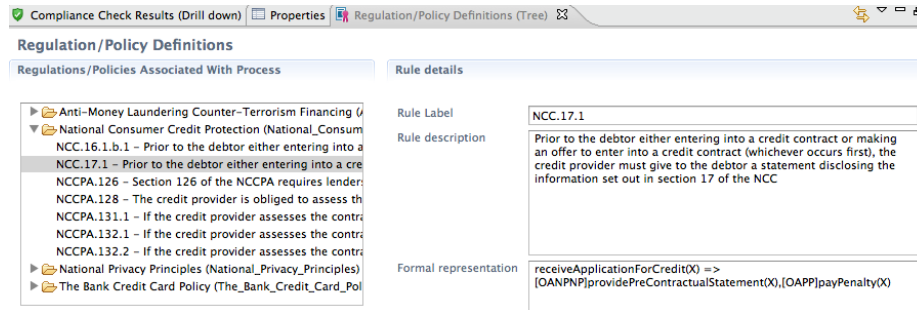 Compliance Check Results (Drill down) Properties Regulation/Policy Definitions (Tree)
Regulation/Policy Definitions
Regulations/Policies Associated With Process
Anti-Money Laundering Counter-Terrorism Financing (
National Consumer Credit Protection (National_Consum
NCC.16.1.b.1 – Prior to the debtor either entering into a
NCC.17.1 – Prior to the debtor either entering into a cre
NCCPA.126 – Section 126 of the NCCPA requires lender
NCCPA.128 – The credit provider is obliged to assess th
NCCPA.131.1 – If the credit provider assesses the contra
NCCPA.132.1 – If the credit provider assesses the contra
NCCPA.132.2 – If the credit provider assesses the contra
National Privacy Principles (National_Privacy_Principles)
The Bank Credit Card Policy (The_Bank_Credit_Card_Pol
Rule details
Rule Label
NCC.17.1
Rule description
Prior to the debtor either entering into a credit contract or making
an offer to enter into a credit contract (whichever occurs first), the
credit provider must give to the debtor a statement disclosing the
information set out in section 17 of the NCC
Formal representation
receiveApplicationForCredit(X) =>
[OANPNP]providePreContractualStatement(X),[OAPP]payPenalty(X)